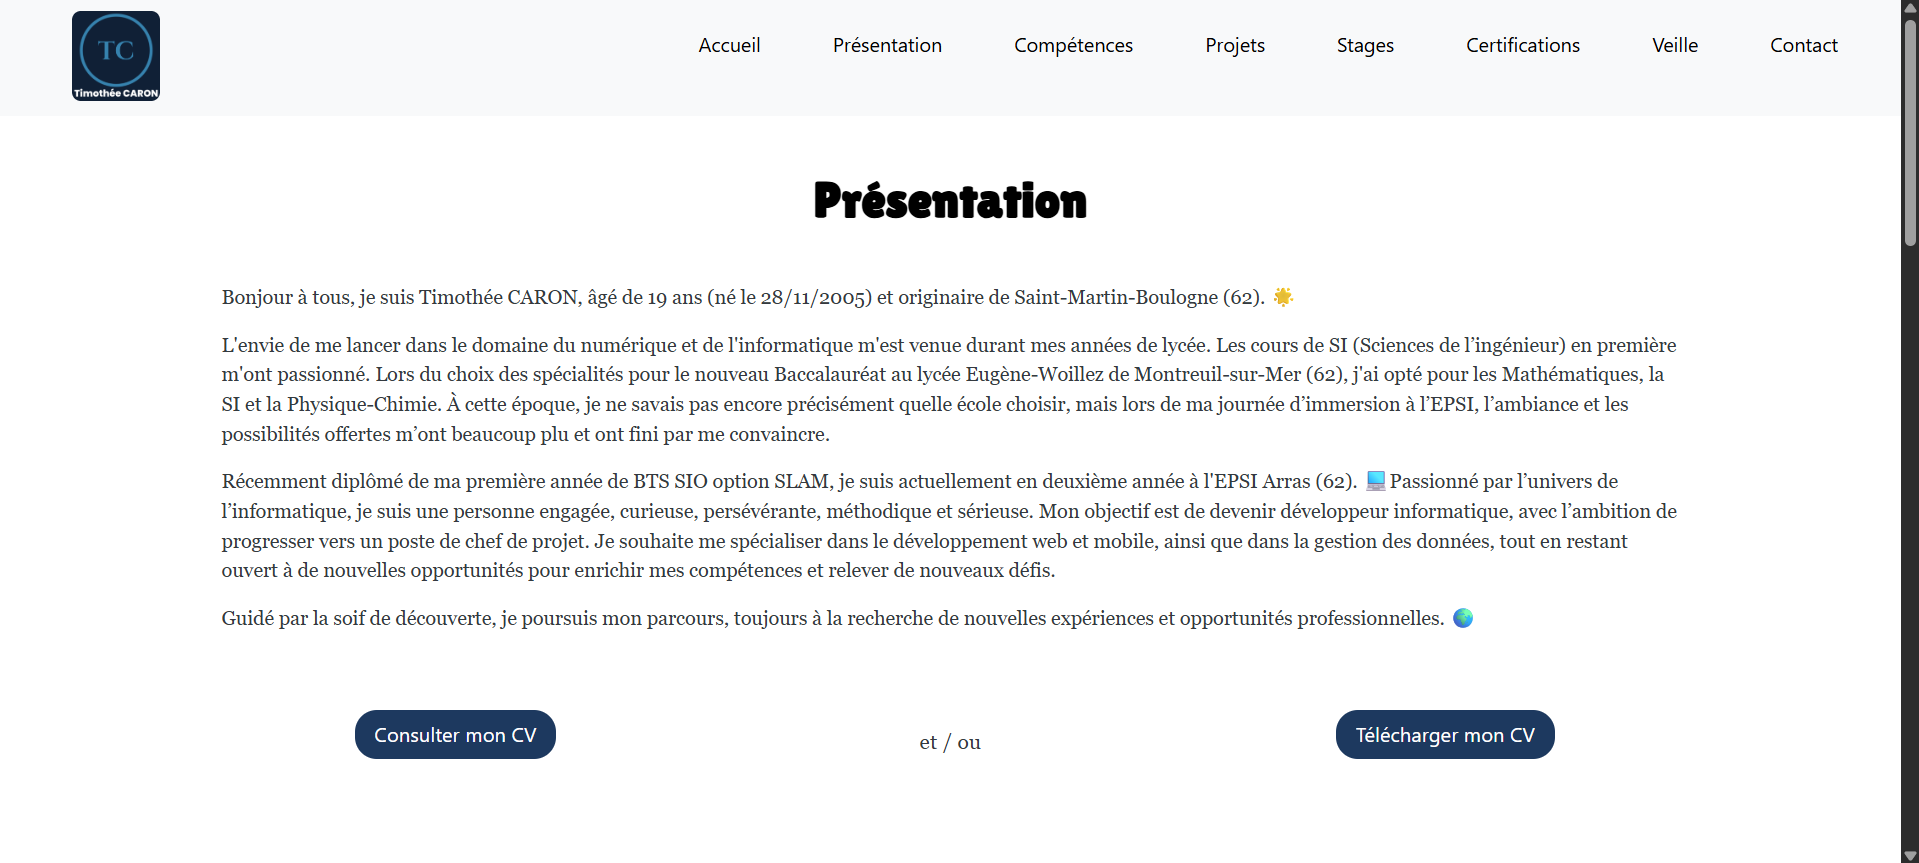 TC
Timothée CARON
Accueil Présentation Compétences Projets Stages Certifications Veille Contact
Présentation
Bonjour à tous, je suis Timothée CARON, âgé de 19 ans (né le 28/11/2005) et originaire de Saint-Martin-Boulogne (62). 🌟
L'envie de me lancer dans le domaine du numérique et de l'informatique m'est venue durant mes années de lycée. Les cours de SI (Sciences de l’ingénieur) en première
m'ont passionné. Lors du choix des spécialités pour le nouveau Baccalauréat au lycée Eugène-Woillez de Montreuil-sur-Mer (62), j'ai opté pour les Mathématiques, la
SI et la Physique-Chimie. À cette époque, je ne savais pas encore précisément quelle école choisir, mais lors de ma journée d’immersion à l’EPSI, l’ambiance et les
possibilités offertes m’ont beaucoup plu et ont fini par me convaincre.
Récemment diplômé de ma première année de BTS SIO option SLAM, je suis actuellement en deuxième année à l'EPSI Arras (62). 💻 Passionné par l’univers de
l’informatique, je suis une personne engagée, curieuse, persévérante, méthodique et sérieuse. Mon objectif est de devenir développeur informatique, avec l’ambition de
progresser vers un poste de chef de projet. Je souhaite me spécialiser dans le développement web et mobile, ainsi que dans la gestion des données, tout en restant
ouvert à de nouvelles opportunités pour enrichir mes compétences et relever de nouveaux défis.
Guidé par la soif de découverte, je poursuis mon parcours, toujours à la recherche de nouvelles expériences et opportunités professionnelles. 🌍
Consulter mon CV et / ou Télécharger mon CV